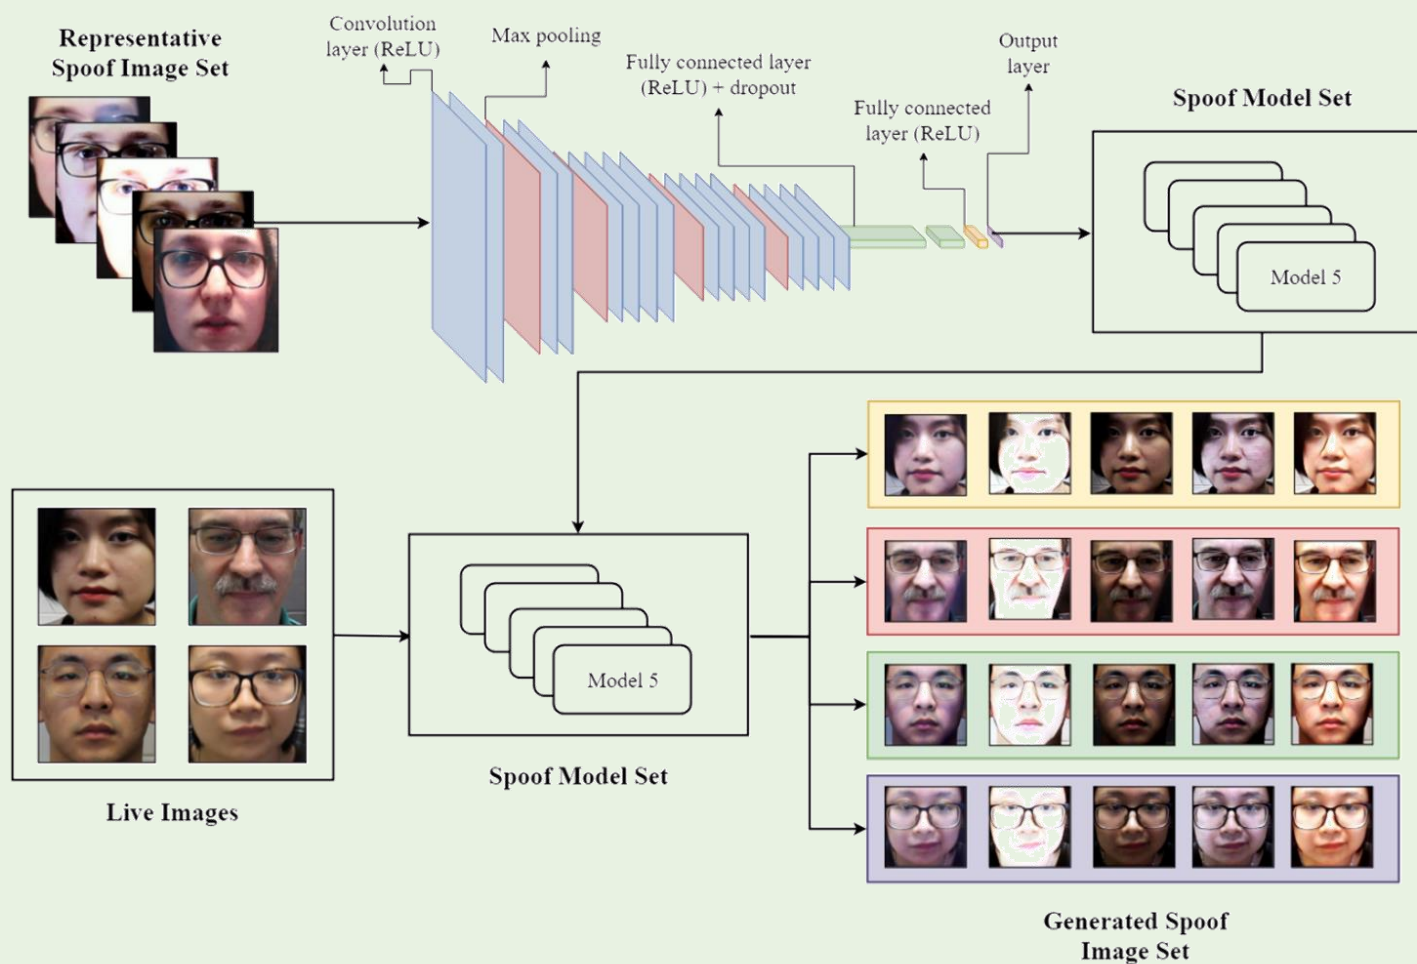 Representative
Spoof Image Set
Convolution
layer (ReLU)
Max pooling
Fully connected layer
(ReLU) + dropout
Fully connected
layer (ReLU)
Output
layer
Spoof Model Set
Model 5
Live Images
Model 5
Spoof Model Set
Generated Spoof
Image Set